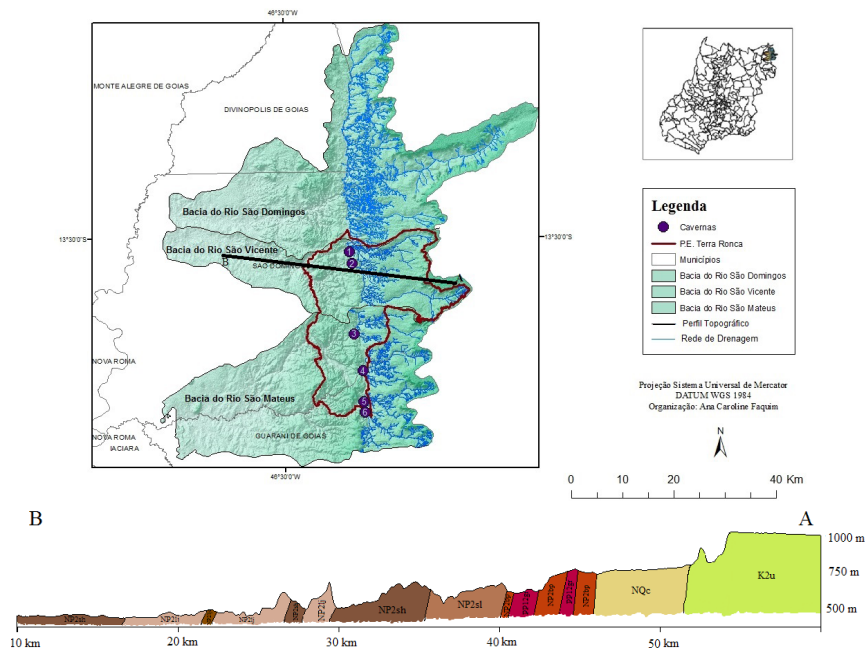 46°30'0"W
MONTE ALEGRE DE GOIAS
DIVINOPOLIS DE GOIAS
Bacia do Rio São Domingos
13°30'0"S
13°30'0"S
Bacia do Rio São Vicente
1
2
B
A
3
NOVA ROMA
4
Bacia do Rio São Mateus
5
6
GUARANI DE GOIAS
NOVA ROMA
IACIARA
46°30'0"W
Legenda
Cavernas
P.E. Terra Ronca
Municípios
Bacia do Rio São Domingos
Bacia do Rio São Vicente
Bacia do Rio São Mateus
Perfil Topográfico
Rede de Drenagem
Projeção Sistema Universal de Mercator
DATUM WGS 1984
Organização: Ana Caroline Faquim
N
0 5 10 20 30 40 Km
B
A
1000 m
750 m
500 m
NP2sh
NP2sl
NQc
K2u
10 km
20 km
30 km
40 km
50 km